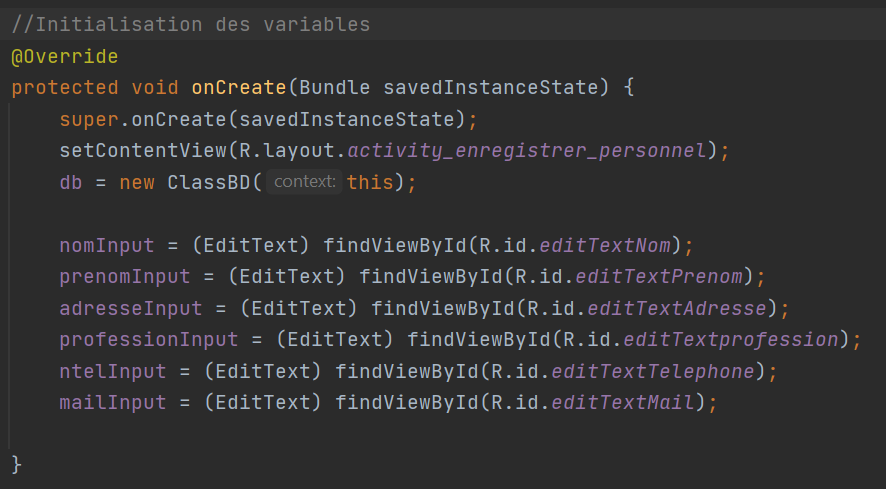 //Initialisation des variables
@Override
protected void onCreate(Bundle savedInstanceState) {
super.onCreate(savedInstanceState);
setContentView(R.layout.activity_enregistrer_personnel);
db = new ClassBD( context: this);
nomInput = (EditText) findViewById(R.id.editTextNom);
prenomInput = (EditText) findViewById(R.id.editTextPrenom);
adresseInput = (EditText) findViewById(R.id.editTextAdresse);
professionInput = (EditText) findViewById(R.id.editTextprofession);
ntelInput = (EditText) findViewById(R.id.editTextTelephone);
mailInput = (EditText) findViewById(R.id.editTextMail);
}